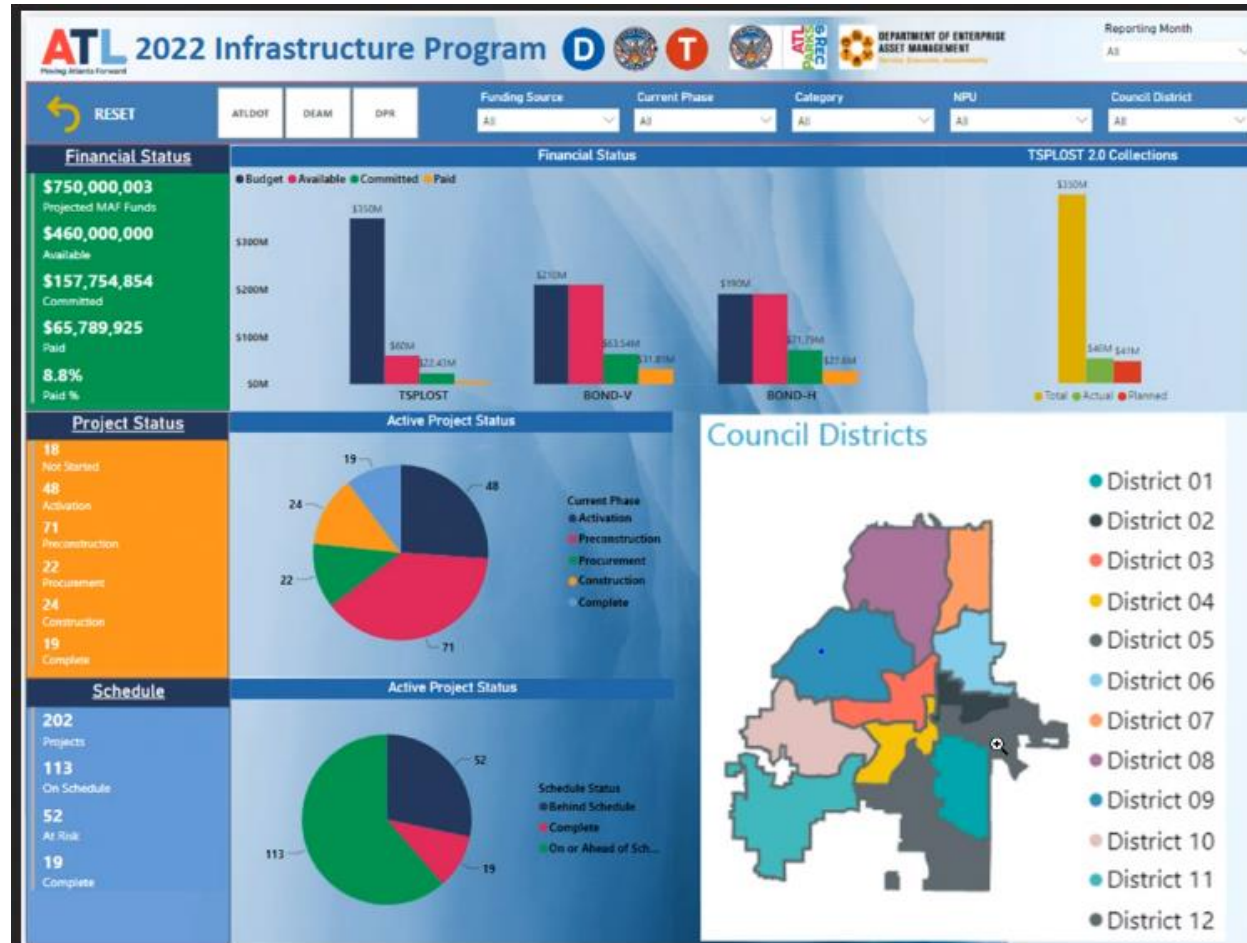 ATL 2022 Infrastructure Program D T
Moving Atlanta Forward
ATL
PARKS
& REC
DEPARTMENT OF ENTERPRISE
ASSET MANAGEMENT
Reporting Month
All
RESET
ATLDOT DEAM DPR
Funding Source Current Phase Category NPU Council District
All All All All All
Financial Status
$750,000,003
Projected MAF Funds
$460,000,000
Available
$157,754,854
Committed
$65,789,925
Paid
8.8%
Paid %
Financial Status
Budget Available Committed Paid
$300M
$200M
$100M
$0M
$350M
$60M
$22.43M
TSPLOST
$210M
$63.54M
$31.89M
BOND-V
$190M
$71.79M
$27.8M
BOND-H
TSPLOST 2.0 Collections
$350M
$46M $41M
Total Actual Planned
Project Status
18
Not Started
48
Activation
71
Preconstruction
22
Procurement
24
Construction
19
Complete
Active Project Status
19
48
24
22
71
Current Phase
Activation
Preconstruction
Procurement
Construction
Complete
Schedule
202
Projects
113
On Schedule
52
At Risk
19
Complete
Active Project Status
52
113
19
Schedule Status
Behind Schedule
Complete
On or Ahead of Sch...
Council Districts
District 01
District 02
District 03
District 04
District 05
District 06
District 07
District 08
District 09
District 10
District 11
District 12